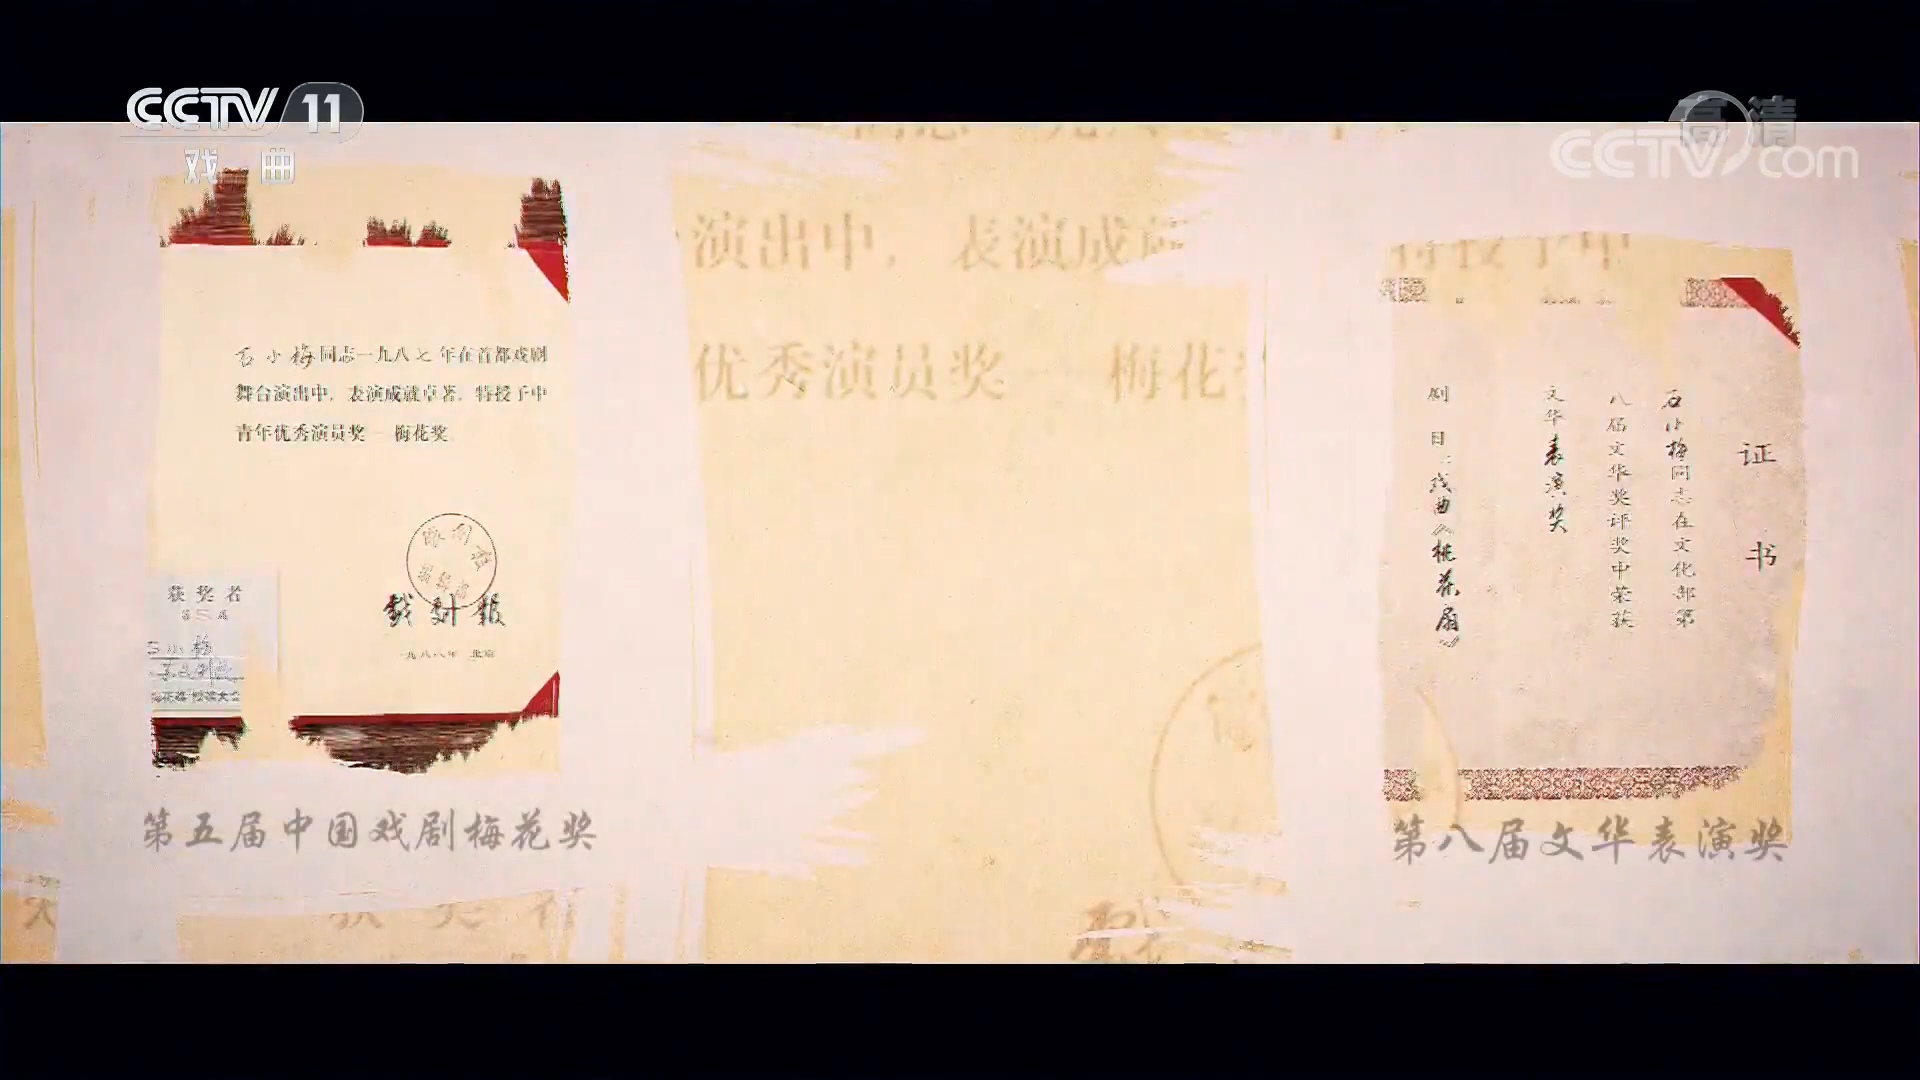 CCTV 11
戏曲
高清
CCTV.com
演出中，表演成
特授予中
优秀演员奖——梅花
石小梅同志一九八七年在首都戏剧
舞台演出中，表演成就卓著，特授予中
青年优秀演员奖——梅花奖
戏剧报
一九八八年 北京
获奖者
第五届中国戏剧梅花奖
证书
石小梅同志在文化部第
八届文华奖评奖中荣获
文华表演奖
剧目：戏曲《桃花扇》
第八届文华表演奖